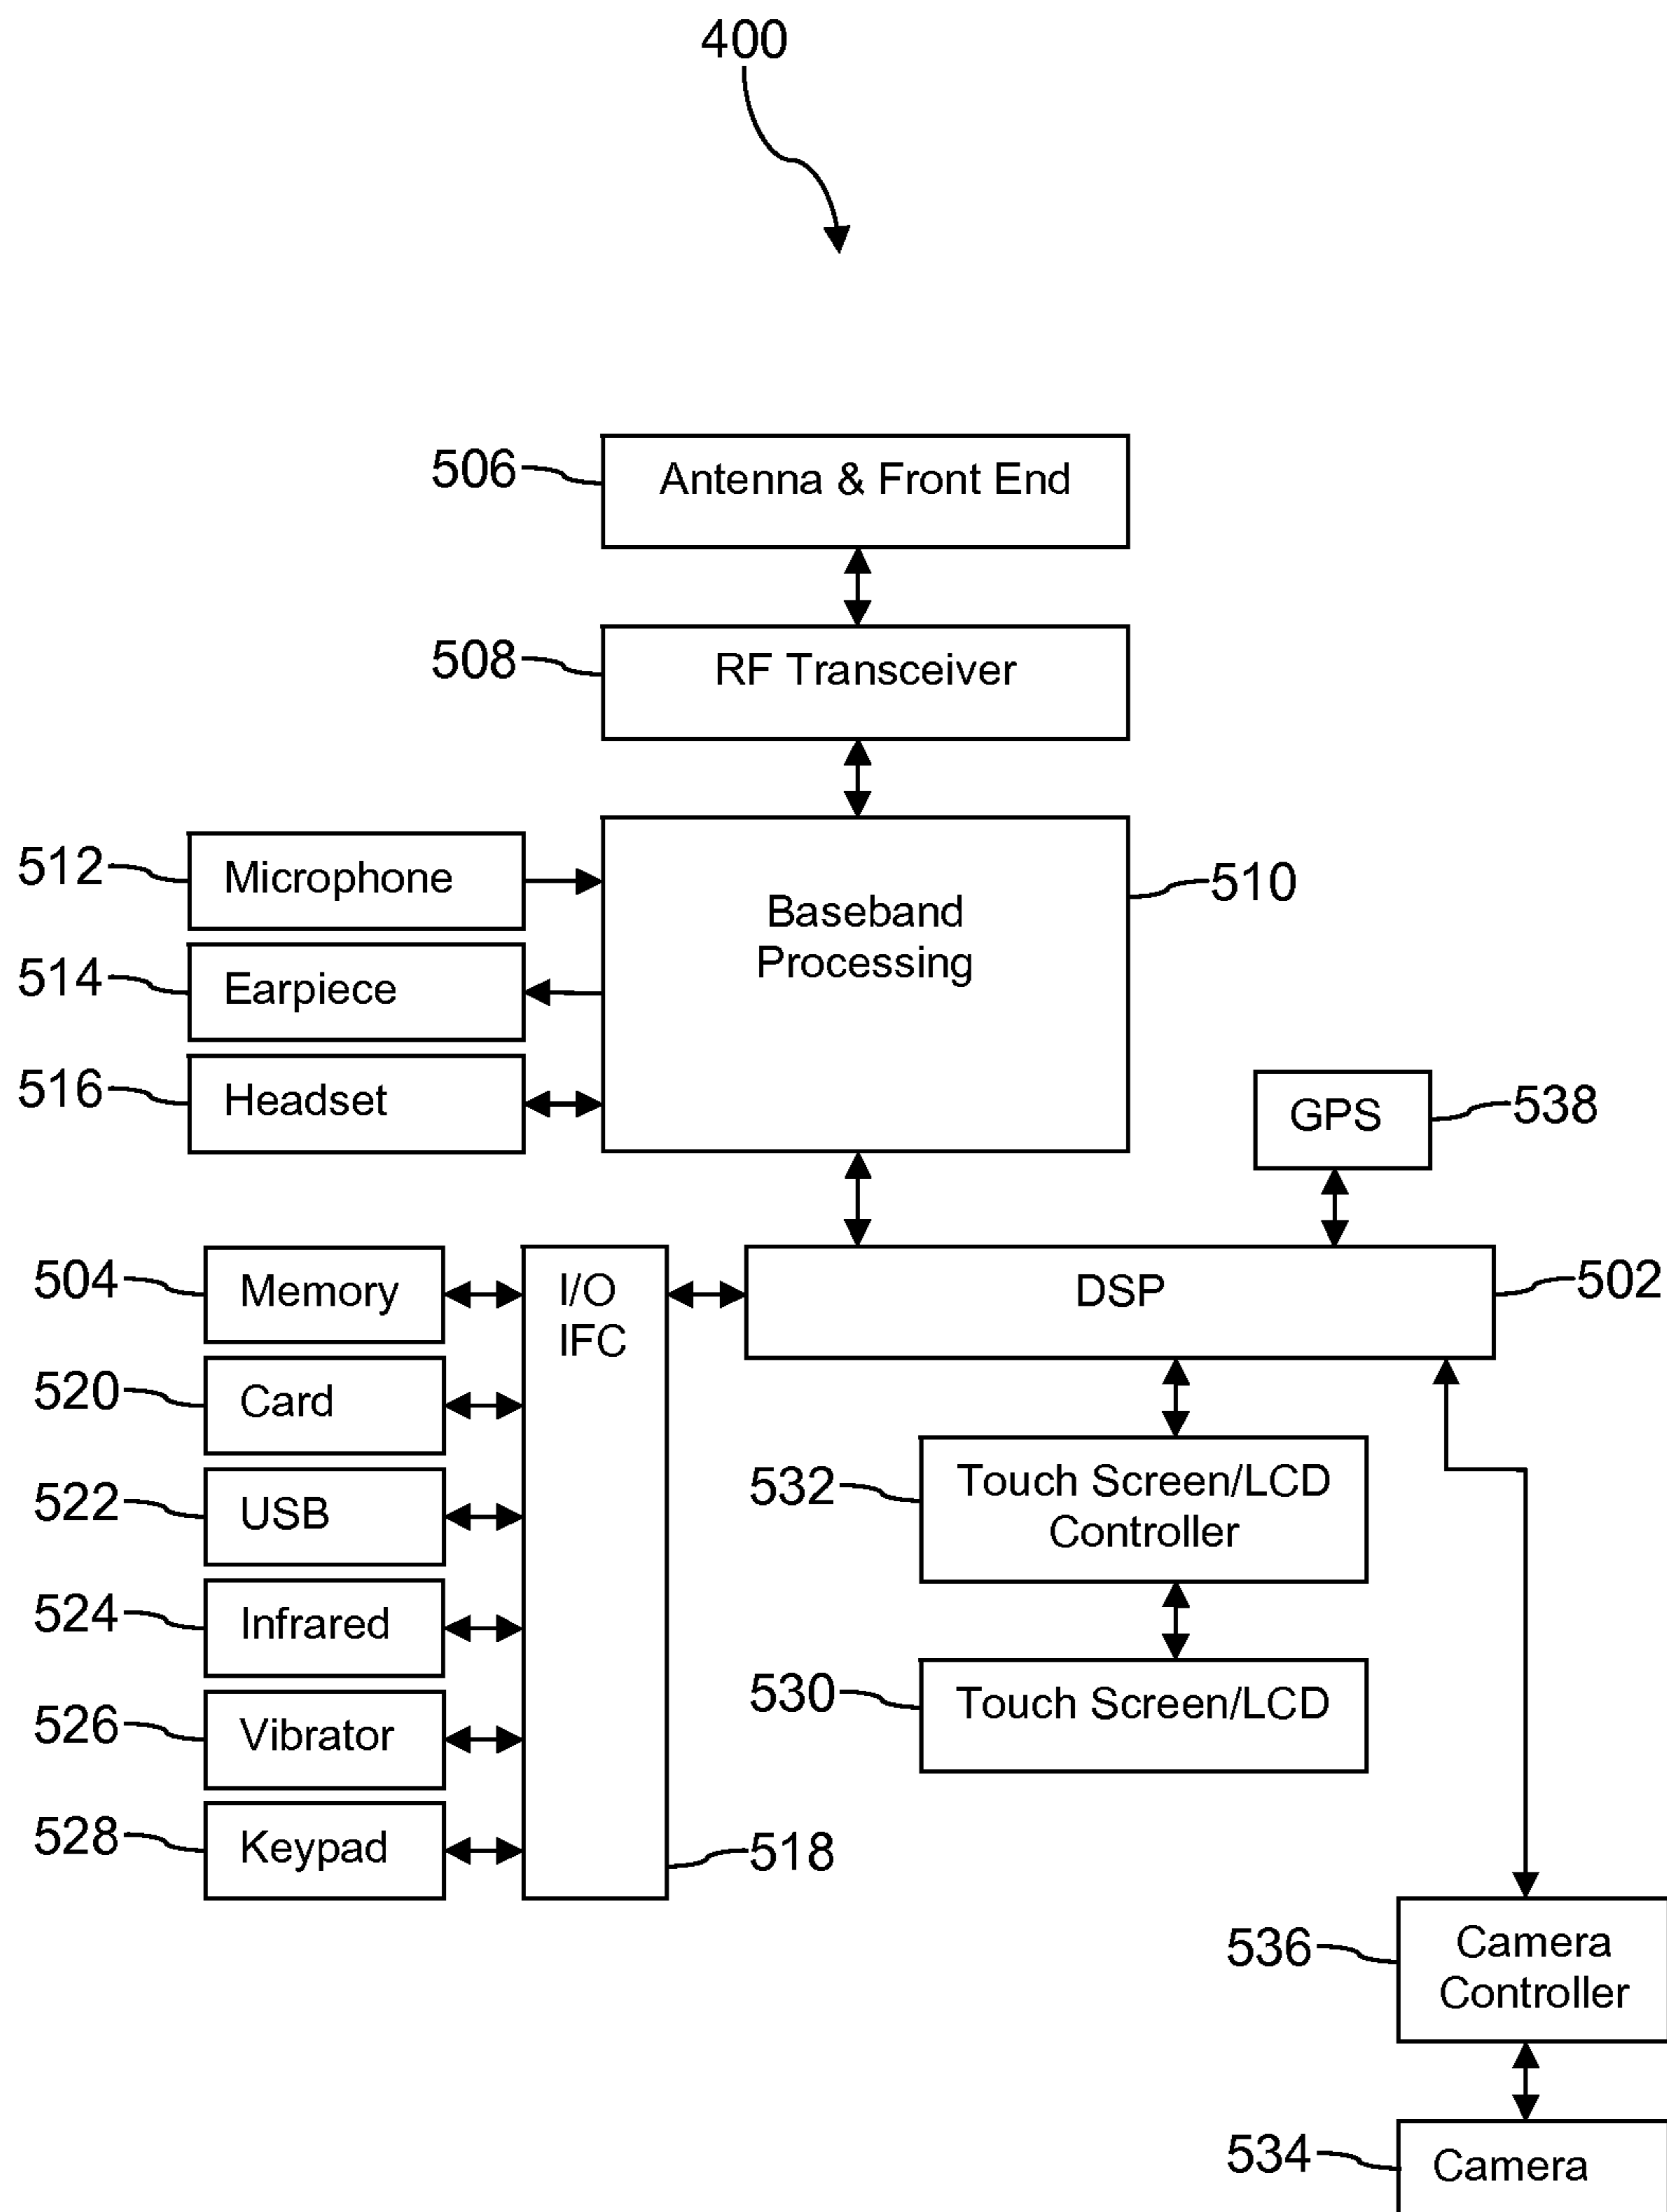 400
506
Antenna & Front End
508
RF Transceiver
512
Microphone
Baseband
Processing
510
514
Earpiece
516
Headset
GPS
538
504
Memory
I/O
IFC
DSP
502
520
Card
522
USB
532
Touch Screen/LCD
Controller
524
Infrared
530
Touch Screen/LCD
526
Vibrator
528
Keypad
518
536
Camera
Controller
534
Camera